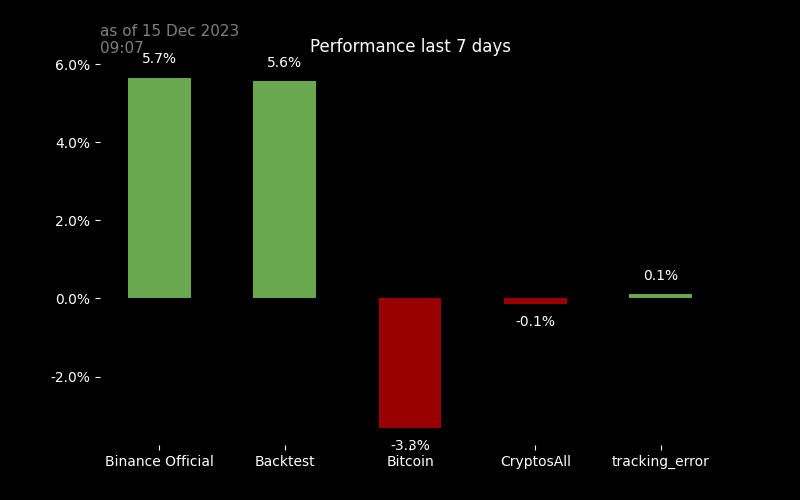 as of 15 Dec 2023
09:07
Performance last 7 days
6.0%
4.0%
2.0%
0.0%
-2.0%
5.7%
5.6%
-3.3%
-0.1%
0.1%
Binance Official
Backtest
Bitcoin
CryptosAll
tracking_error